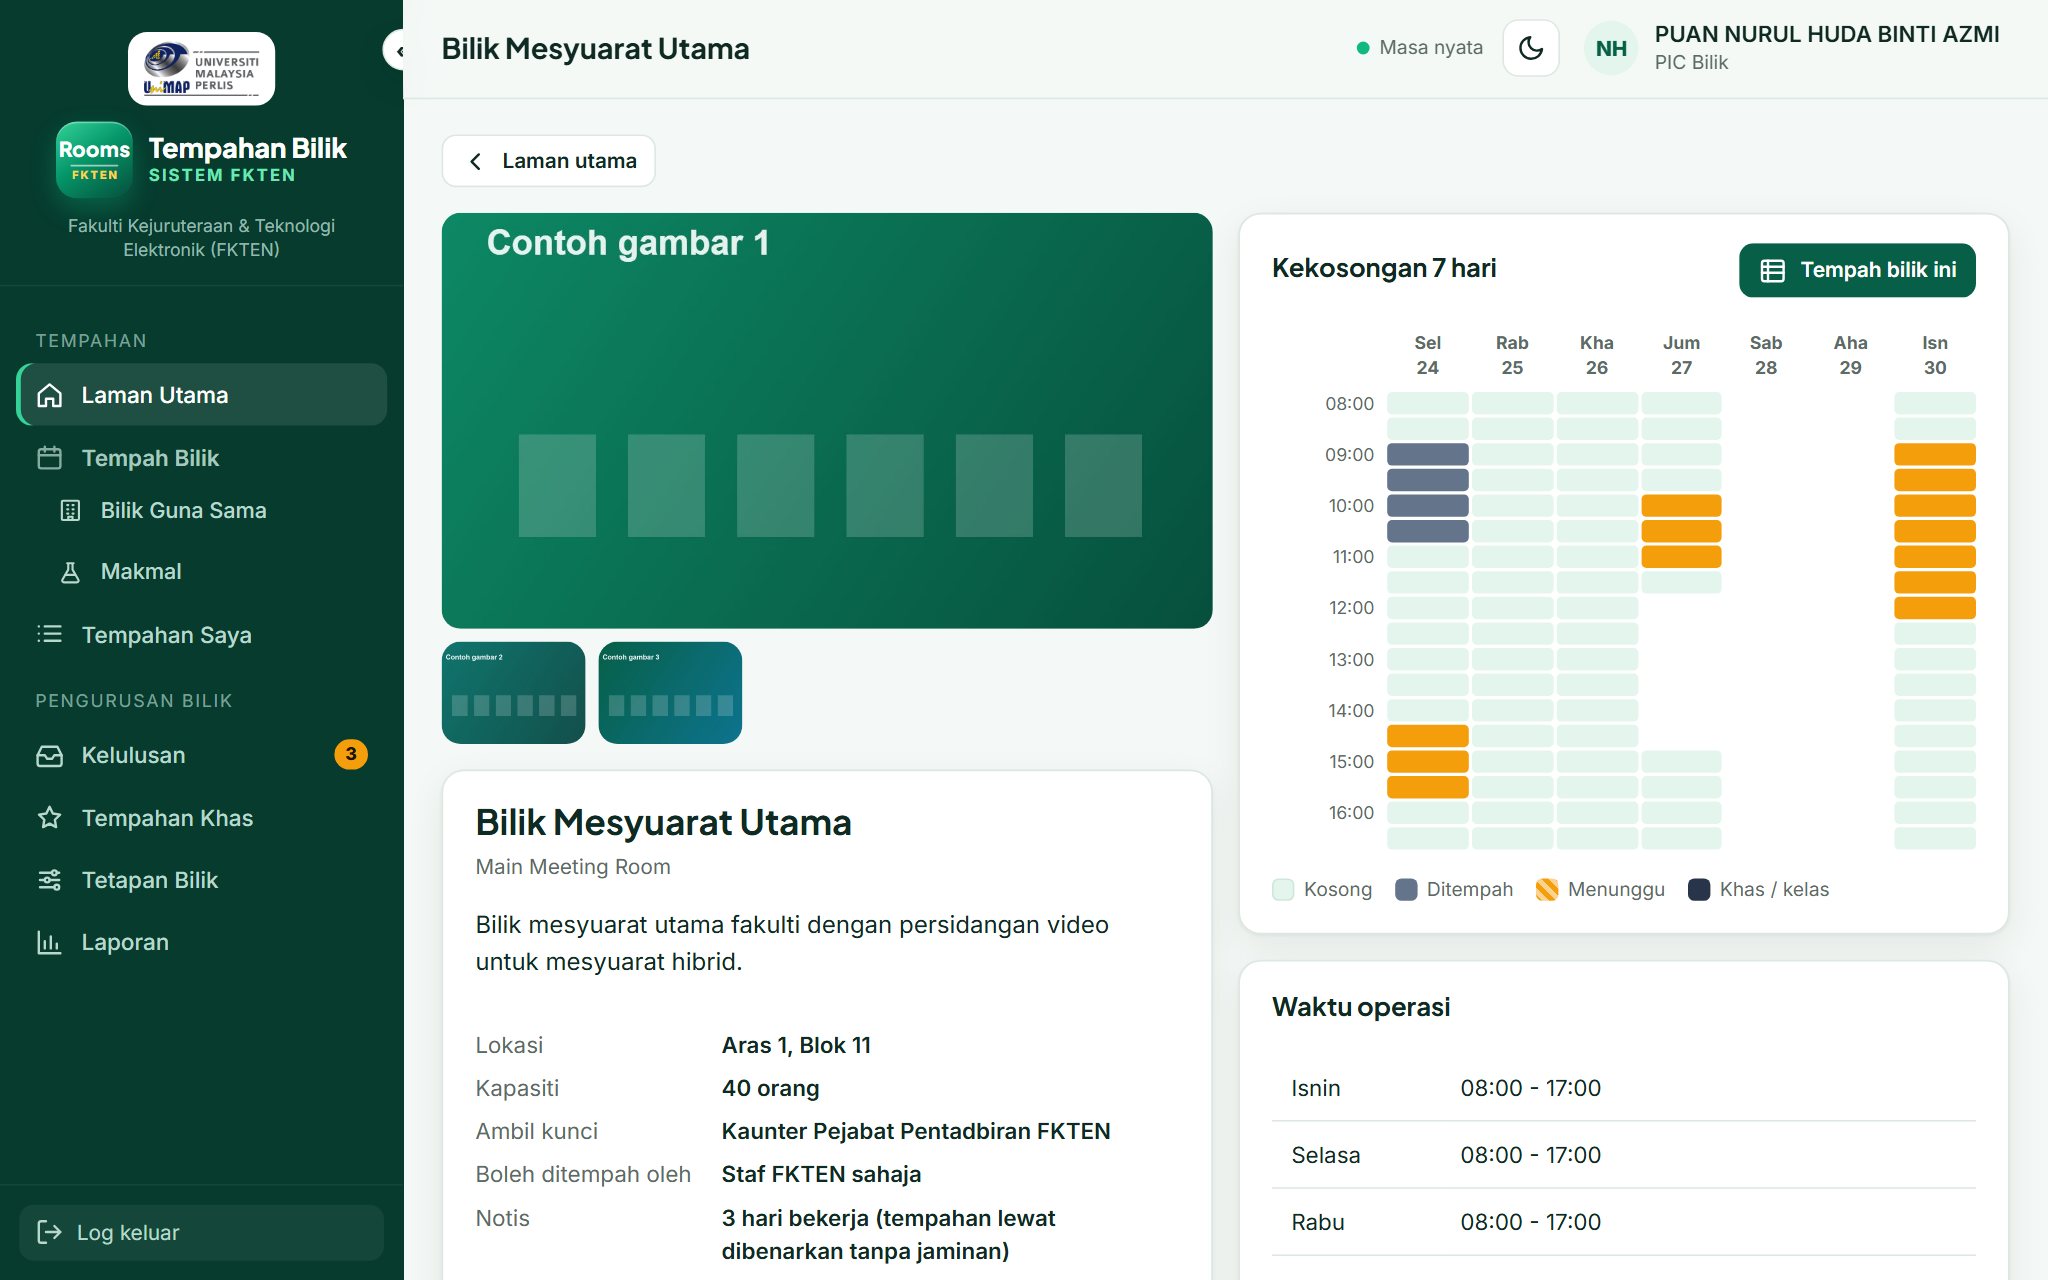 UNIVERSITI
MALAYSIA
PERLIS
UniMAP
Rooms
FKTEN
Tempahan Bilik
SISTEM FKTEN
Fakulti Kejuruteraan & Teknologi
Elektronik (FKTEN)
TEMPAHAN
Laman Utama
Tempah Bilik
Bilik Guna Sama
Makmal
Tempahan Saya
PENGURUSAN BILIK
Kelulusan 3
Tempahan Khas
Tetapan Bilik
Laporan
Log keluar
Bilik Mesyuarat Utama
Masa nyata
NH
PUAN NURUL HUDA BINTI AZMI
PIC Bilik
Laman utama
Contoh gambar 1
Contoh gambar 2
Contoh gambar 3
Bilik Mesyuarat Utama
Main Meeting Room
Bilik mesyuarat utama fakulti dengan persidangan video
untuk mesyuarat hibrid.
Lokasi Aras 1, Blok 11
Kapasiti 40 orang
Ambil kunci Kaunter Pejabat Pentadbiran FKTEN
Boleh ditempah oleh Staf FKTEN sahaja
Notis 3 hari bekerja (tempahan lewat
dibenarkan tanpa jaminan)
Kekosongan 7 hari
Tempah bilik ini
Sel Rab Kha Jum Sab Aha Isn
24 25 26 27 28 29 30
08:00
09:00
10:00
11:00
12:00
13:00
14:00
15:00
16:00
Kosong Ditempah Menunggu Khas / kelas
Waktu operasi
Isnin 08:00 - 17:00
Selasa 08:00 - 17:00
Rabu 08:00 - 17:00